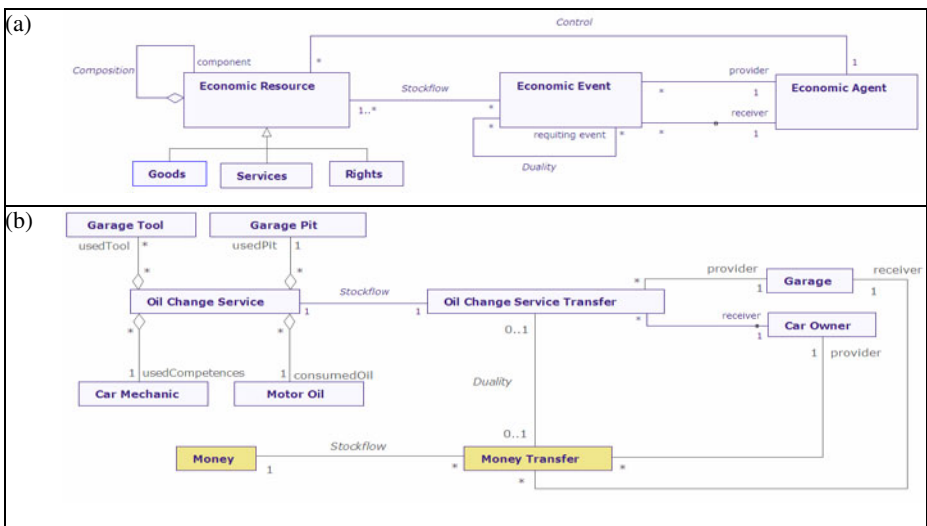 (a)
Control
Composition
component
*
provider
1
Economic Resource
Stockflow
Economic Event
* 1
Economic Agent
1..*
*
receiver
*
requiting event
*
* 1
Duality
Goods
Services
Rights
(b)
Garage Tool
Garage Pit
usedTool *
usedPit 1
provider
receiver
*
*
*
1
Garage
1
Oil Change Service
Stockflow
Oil Change Service Transfer
1
1
*
receiver
Car Owner
*
*
0..1
1
1 provider
1 usedCompetences
1 consumedOil
Duality
Car Mechanic
Motor Oil
0..1
Money
Stockflow
Money Transfer
1
*
*
*